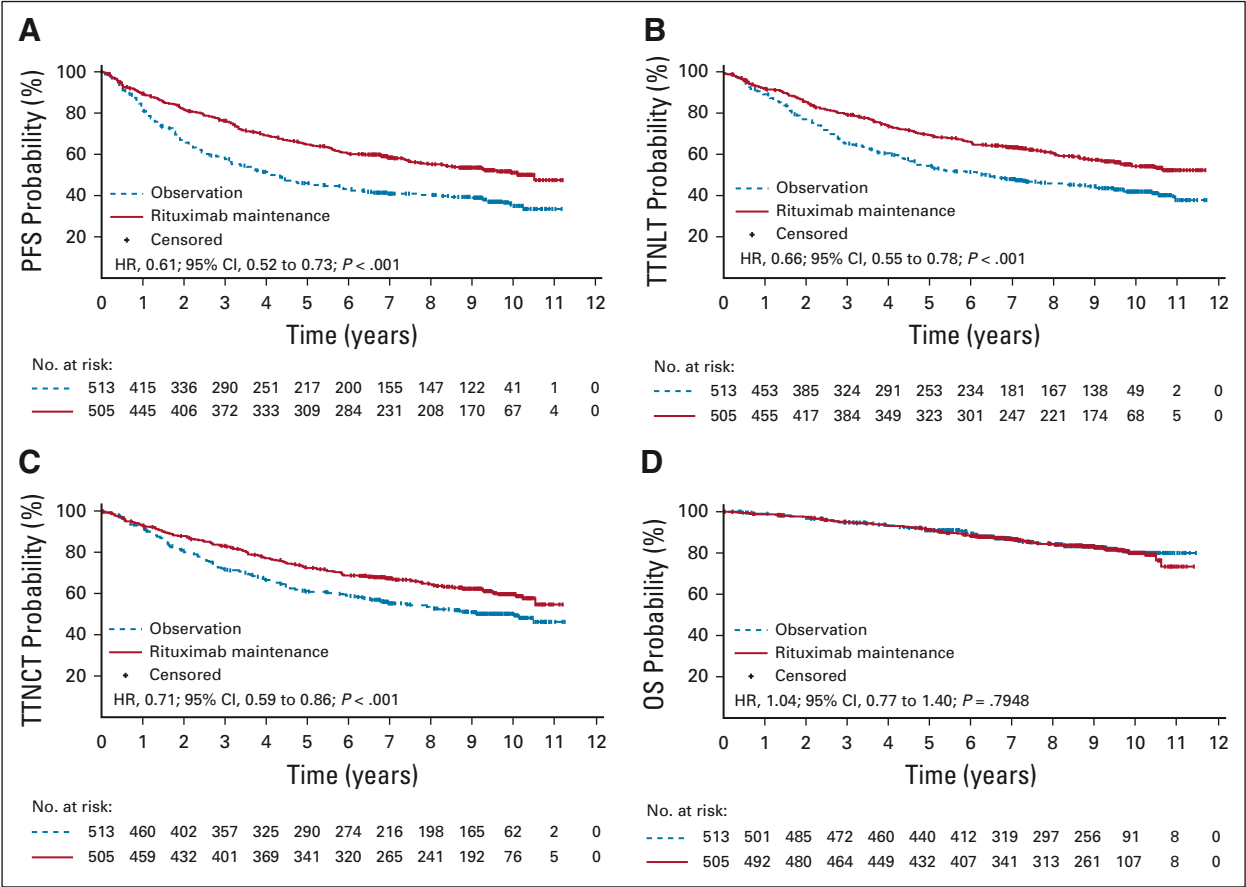 A
PFS Probability (%)
100
80
60
40
20
Observation
Rituximab maintenance
Censored
HR, 0.61; 95% CI, 0.52 to 0.73; P < .001
0 1 2 3 4 5 6 7 8 9 10 11 12
Time (years)
No. at risk:
513 415 336 290 251 217 200 155 147 122 41 1 0
505 445 406 372 333 309 284 231 208 170 67 4 0
B
TTNLT Probability (%)
100
80
60
40
20
Observation
Rituximab maintenance
Censored
HR, 0.66; 95% CI, 0.55 to 0.78; P < .001
0 1 2 3 4 5 6 7 8 9 10 11 12
Time (years)
No. at risk:
513 453 385 324 291 253 234 181 167 138 49 2 0
505 455 417 384 349 323 301 247 221 174 68 5 0
C
TTNCT Probability (%)
100
80
60
40
20
Observation
Rituximab maintenance
Censored
HR, 0.71; 95% CI, 0.59 to 0.86; P < .001
0 1 2 3 4 5 6 7 8 9 10 11 12
Time (years)
No. at risk:
513 460 402 357 325 290 274 216 198 165 62 2 0
505 459 432 401 369 341 320 265 241 192 76 5 0
D
OS Probability (%)
100
80
60
40
20
Observation
Rituximab maintenance
Censored
HR, 1.04; 95% CI, 0.77 to 1.40; P = .7948
0 1 2 3 4 5 6 7 8 9 10 11 12
Time (years)
No. at risk:
513 501 485 472 460 440 412 319 297 256 91 8 0
505 492 480 464 449 432 407 341 313 261 107 8 0